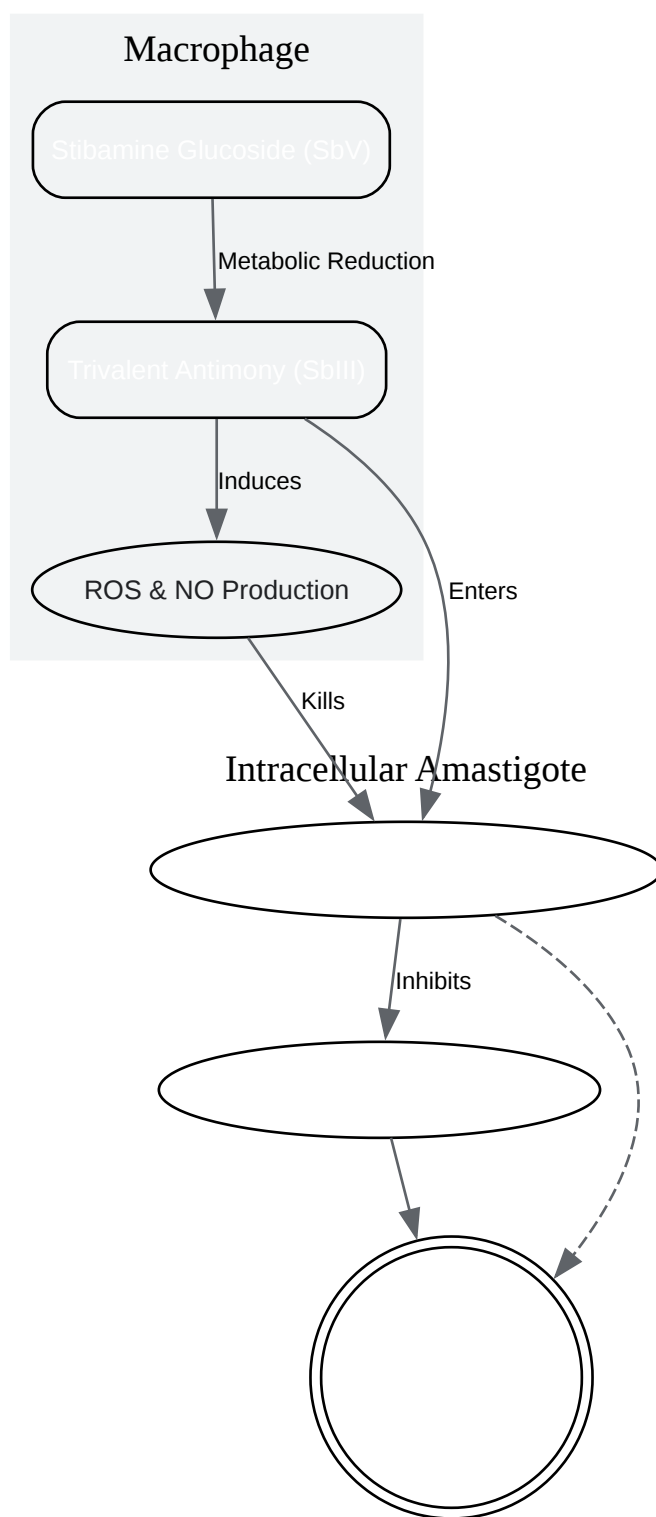 Macrophage
Stibamine Glucoside (SbV)
Metabolic Reduction
Trivalent Antimony (SbIII)
Induces
Enters
ROS & NO Production
Kills
Intracellular Amastigote
Inhibits